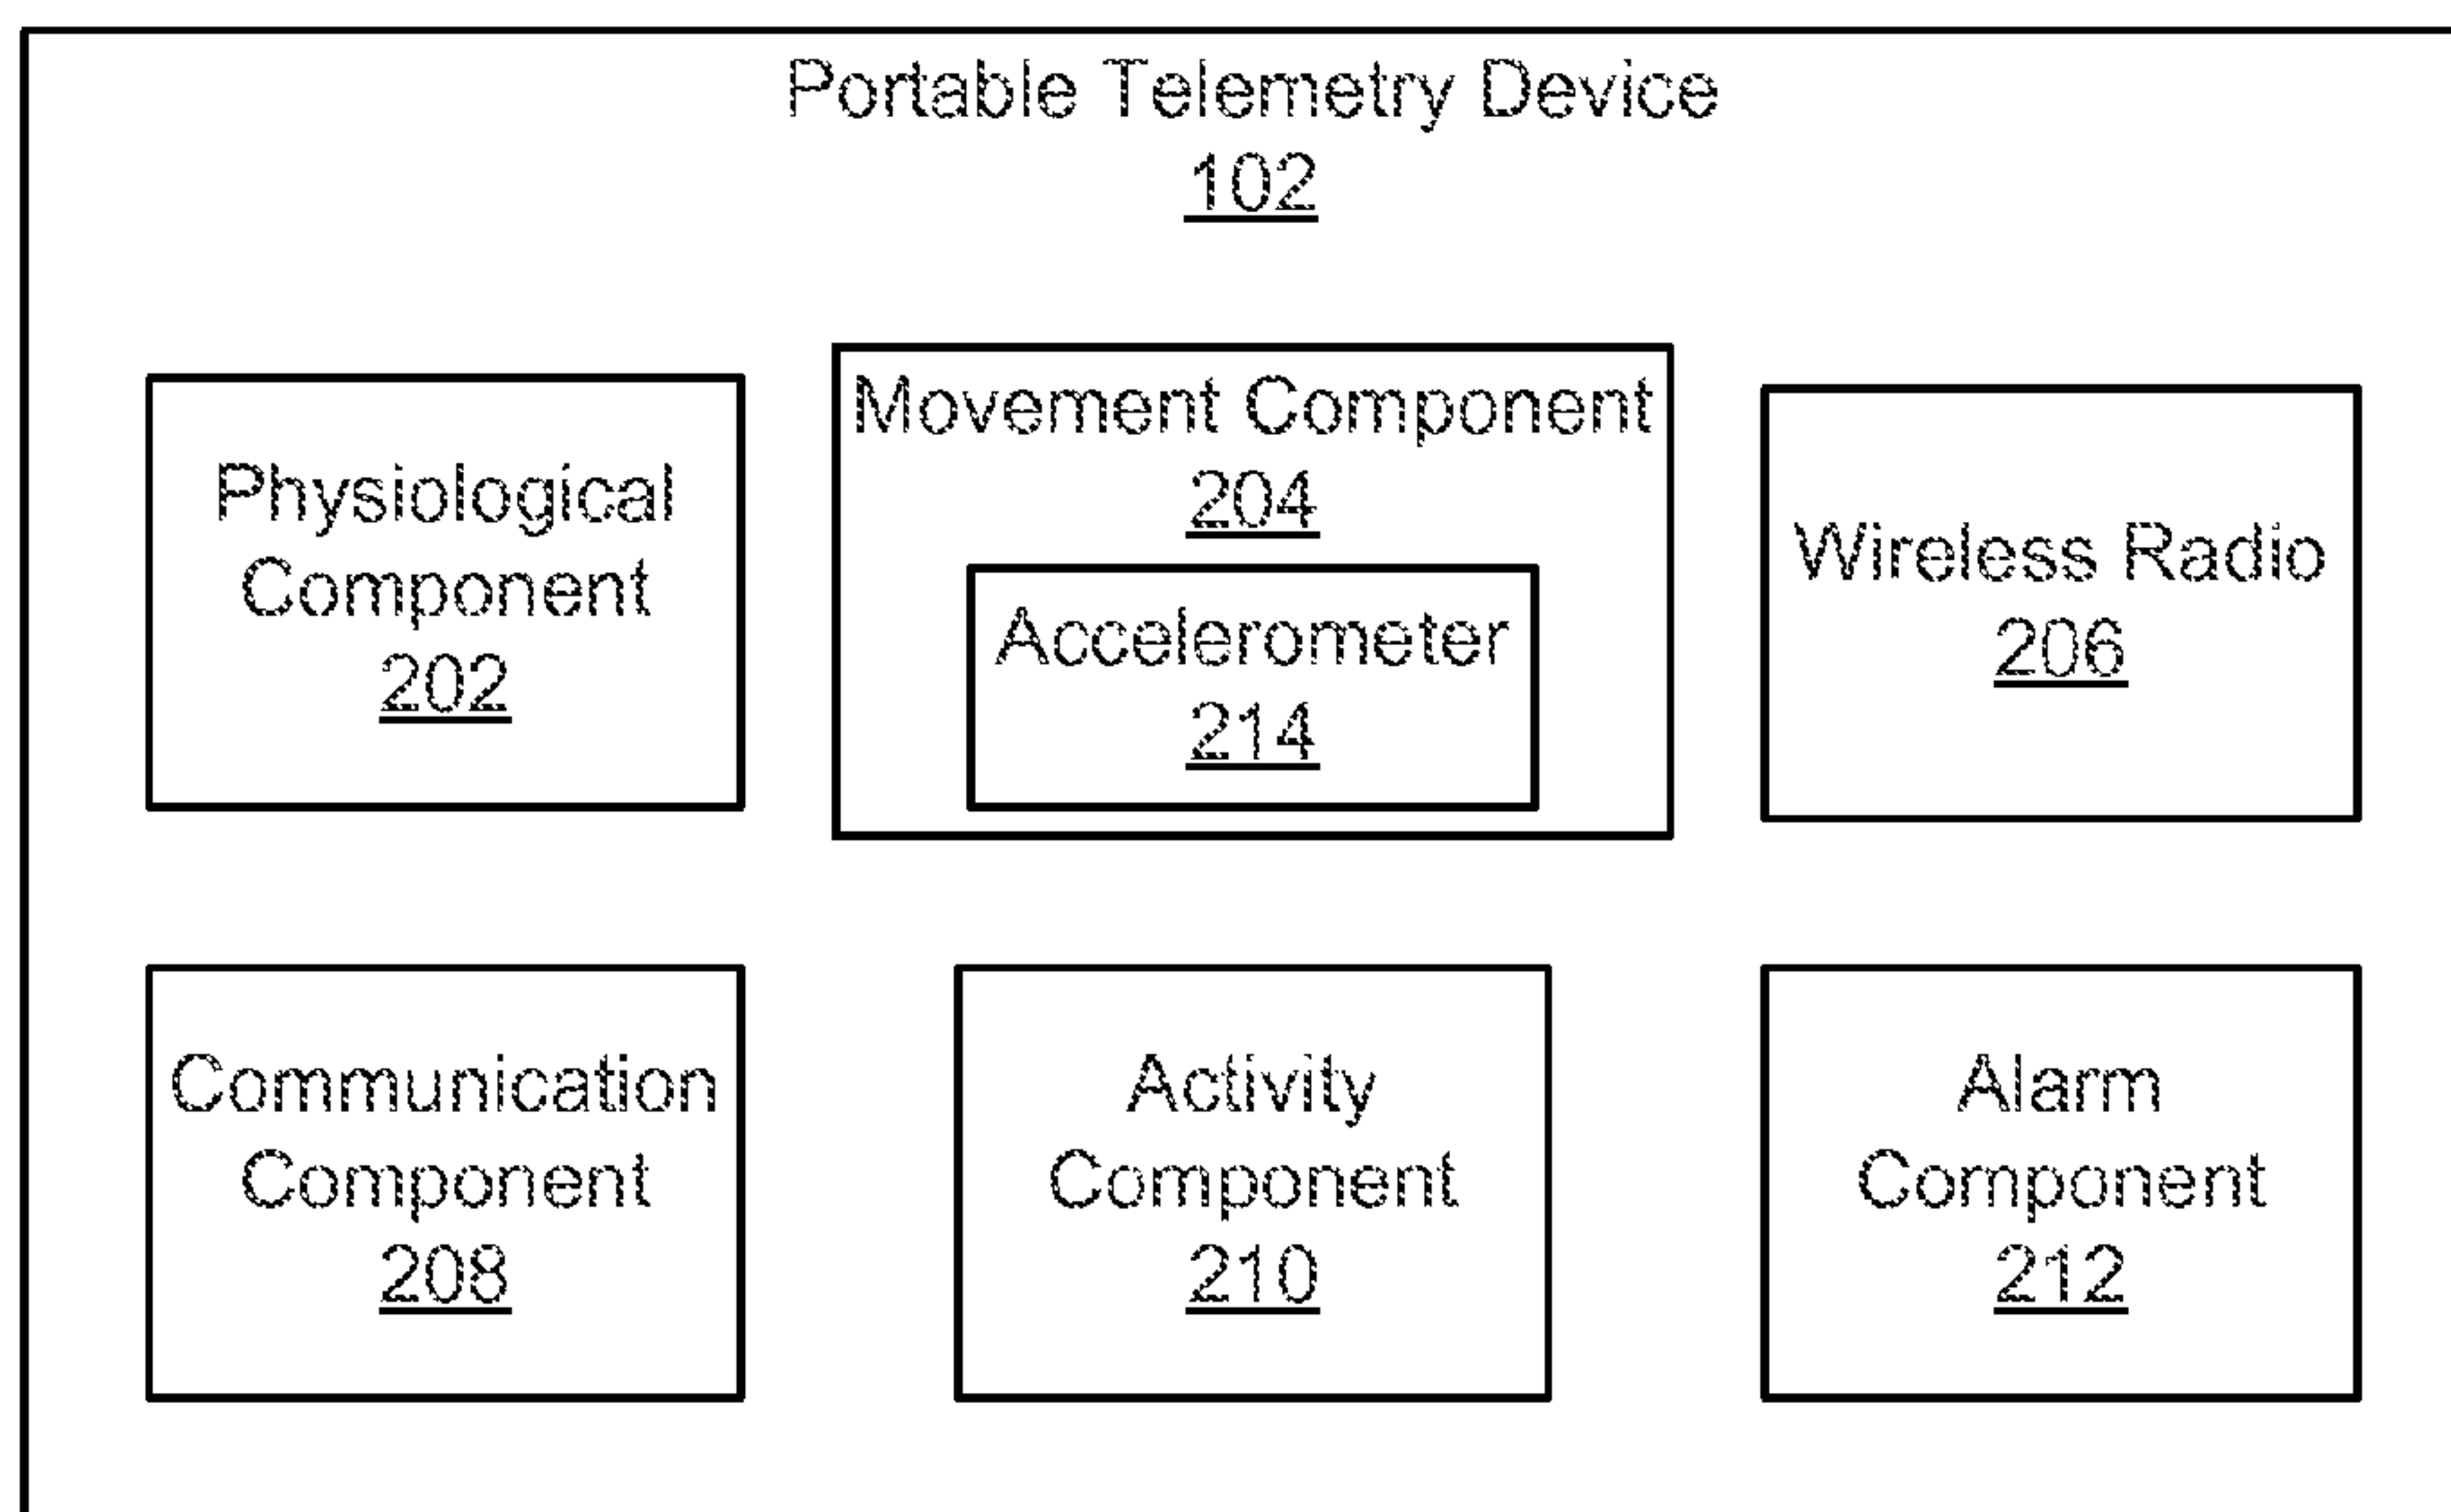 Portable Telemetry Device
102
Physiological
Component
202
Movement Component
204
Accelerometer
214
Wireless Radio
206
Communication
Component
208
Activity
Component
210
Alarm
Component
212